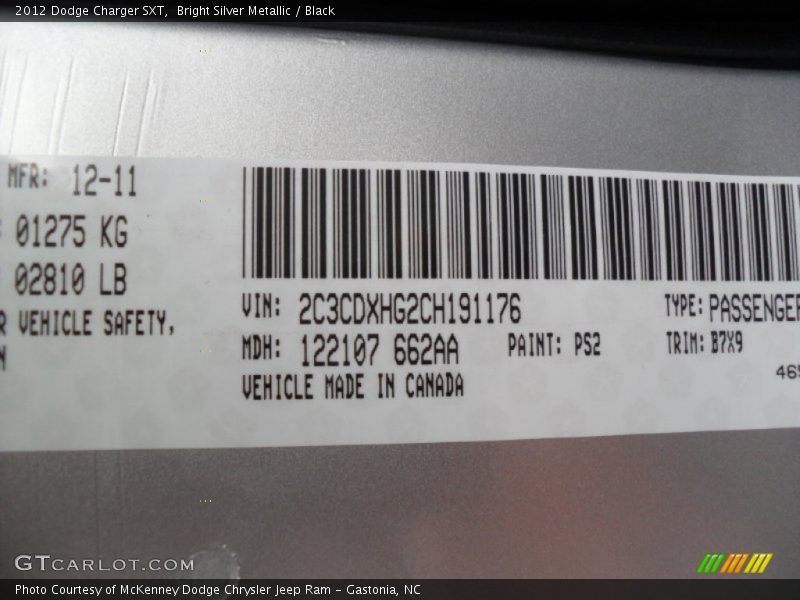 2012 Dodge Charger SXT,  Bright Silver Metallic / Black
MFR: 12-11
01275 KG
02810 LB
R VEHICLE SAFETY,
VIN: 2C3CDXHG2CH191176 TYPE: PASSENGER
MDH: 122107 662AA PAINT: PS2 TRIM: B7X9
VEHICLE MADE IN CANADA
465
GTCARLOT.COM
Photo Courtesy of McKenney Dodge Chrysler Jeep Ram – Gastonia, NC